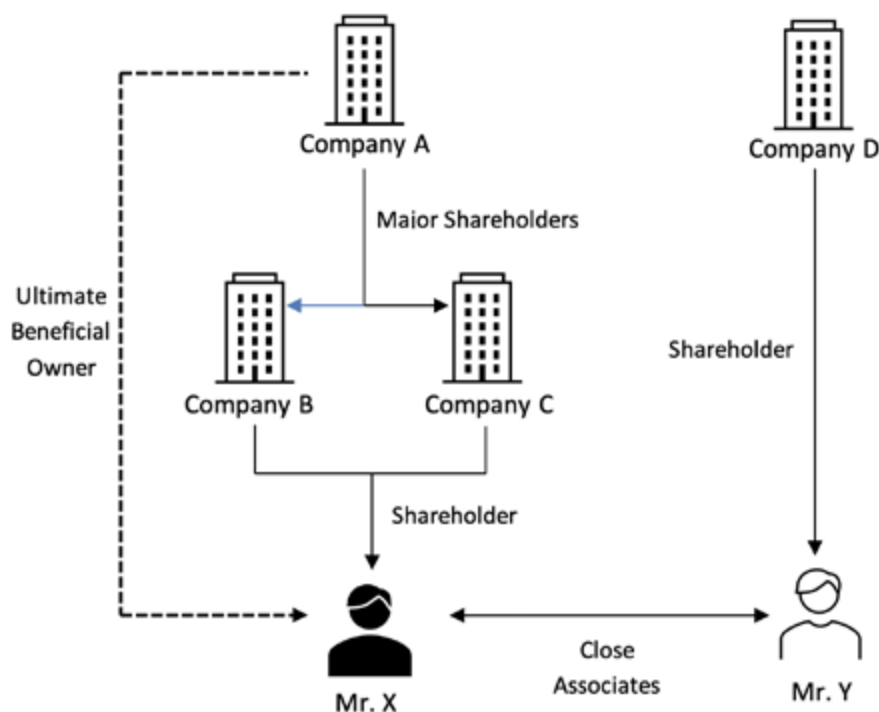 Company A
Company D
Major Shareholders
Ultimate
Beneficial
Owner
Shareholder
Company B
Company C
Shareholder
Close
Associates
Mr. X
Mr. Y